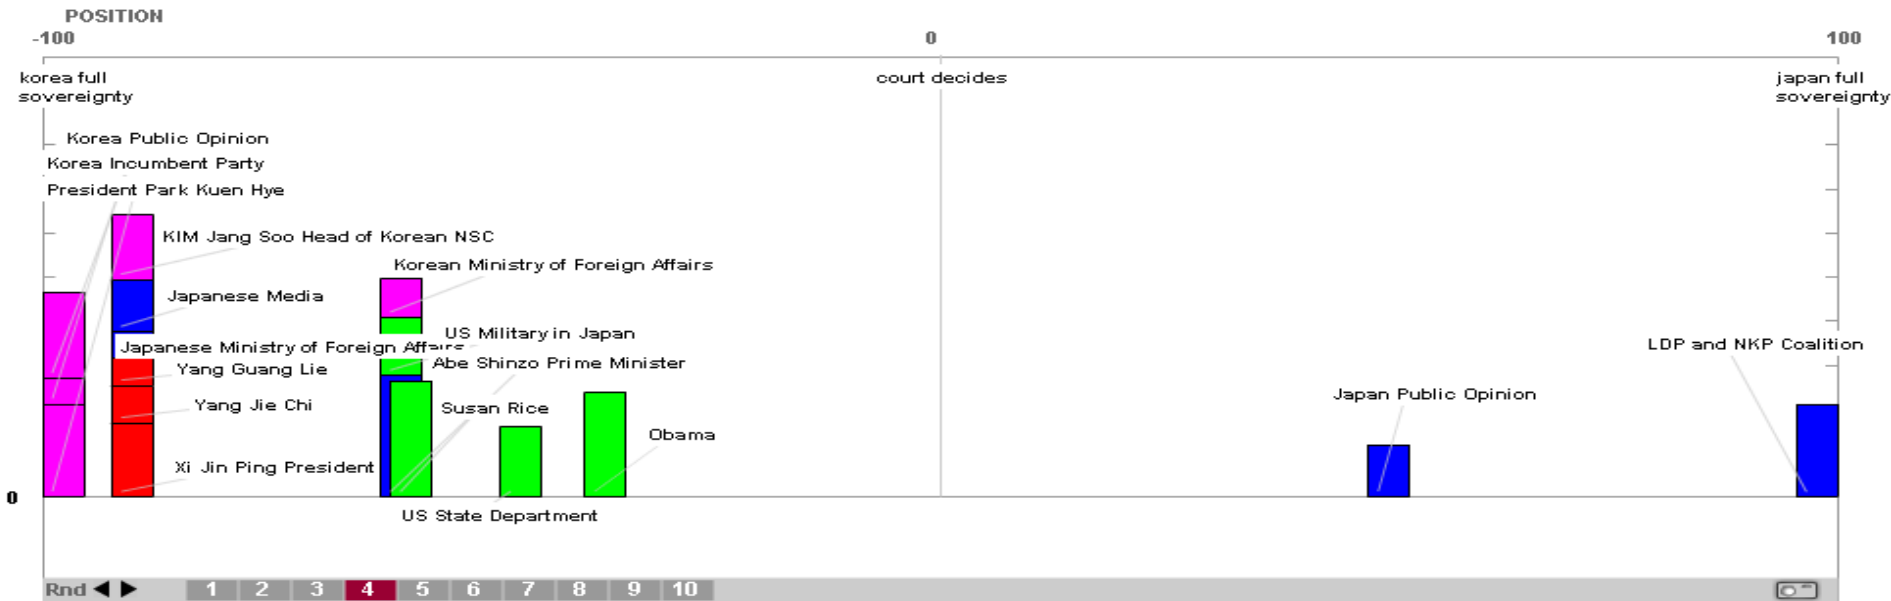 POSITION
-100
0
100
korea full
sovereignty
court decides
japan full
sovereignty
Korea Public Opinion
Korea Incumbent Party
President Park Kuen Hye
KIM Jang Soo Head of Korean NSC
Korean Ministry of Foreign Affairs
Japanese Media
US Military in Japan
Japanese Ministry of Foreign Affairs
LDP and NKP Coalition
Yang Guang Lie
Abe Shinzo Prime Minister
Japan Public Opinion
Yang Jie Chi
Susan Rice
Obama
Xi Jin Ping President
0
US State Department
Rnd 1 2 3 4 5 6 7 8 9 10